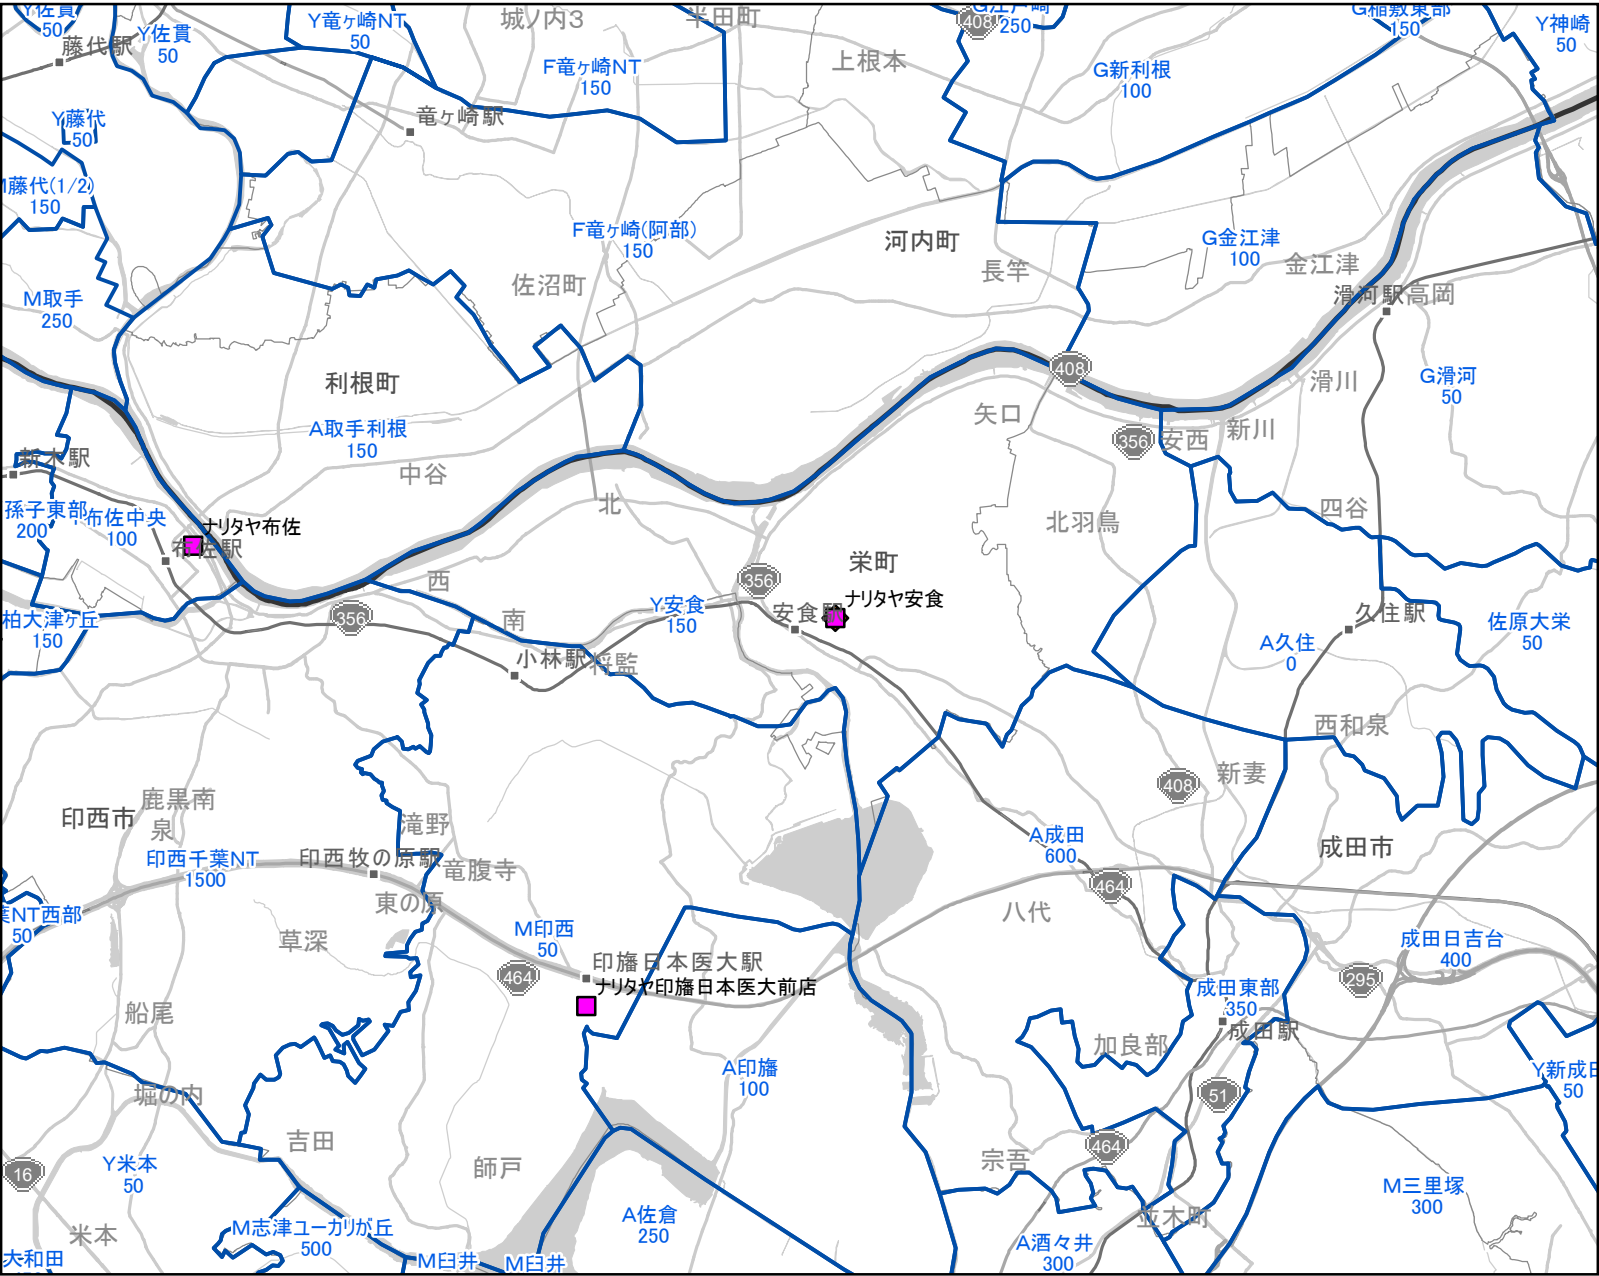 Y佐貫
50
藤代駅
Y佐貫
50
Y竜ヶ崎NT
50
城ノ内3
半田町
408
G江戸崎
250
G稲敷東部
150
Y神崎
50
F竜ヶ崎NT
150
上根本
G新利根
100
Y藤代
50
竜ヶ崎駅
M藤代(1/2)
150
F竜ヶ崎(阿部)
150
河内町
G金江津
100
金江津
長竿
佐沼町
M取手
250
滑河駅
高岡
利根町
408
滑川
G滑河
50
A取手利根
150
矢口
356
安西
新川
新木駅
中谷
孫子東部
200
布佐中央
100
ナリタヤ布佐
布佐駅
北
北羽鳥
四谷
栄町
西
356
ナリタヤ安食
安食駅
Y安食
150
柏大津ヶ丘
150
356
南
久住駅
佐原大栄
50
A久住
0
小林駅
将監
西和泉
新妻
408
印西市
鹿黒南
泉
滝野
A成田
600
成田市
印西千葉NT
1500
印西牧の原駅
竜腹寺
464
東の原
八代
葉NT西部
50
草深
M印西
50
成田日吉台
400
印旛日本医大駅
464
ナリタヤ印旛日本医大前店
295
成田東部
350
成田駅
船尾
加良部
A印旛
100
Y新成田
50
堀の内
51
吉田
464
宗吾
師戸
16
Y米本
50
M三里塚
300
米本
M志津ユーカリが丘
500
A佐倉
250
並木町
A酒々井
300
大和田
M臼井
M臼井